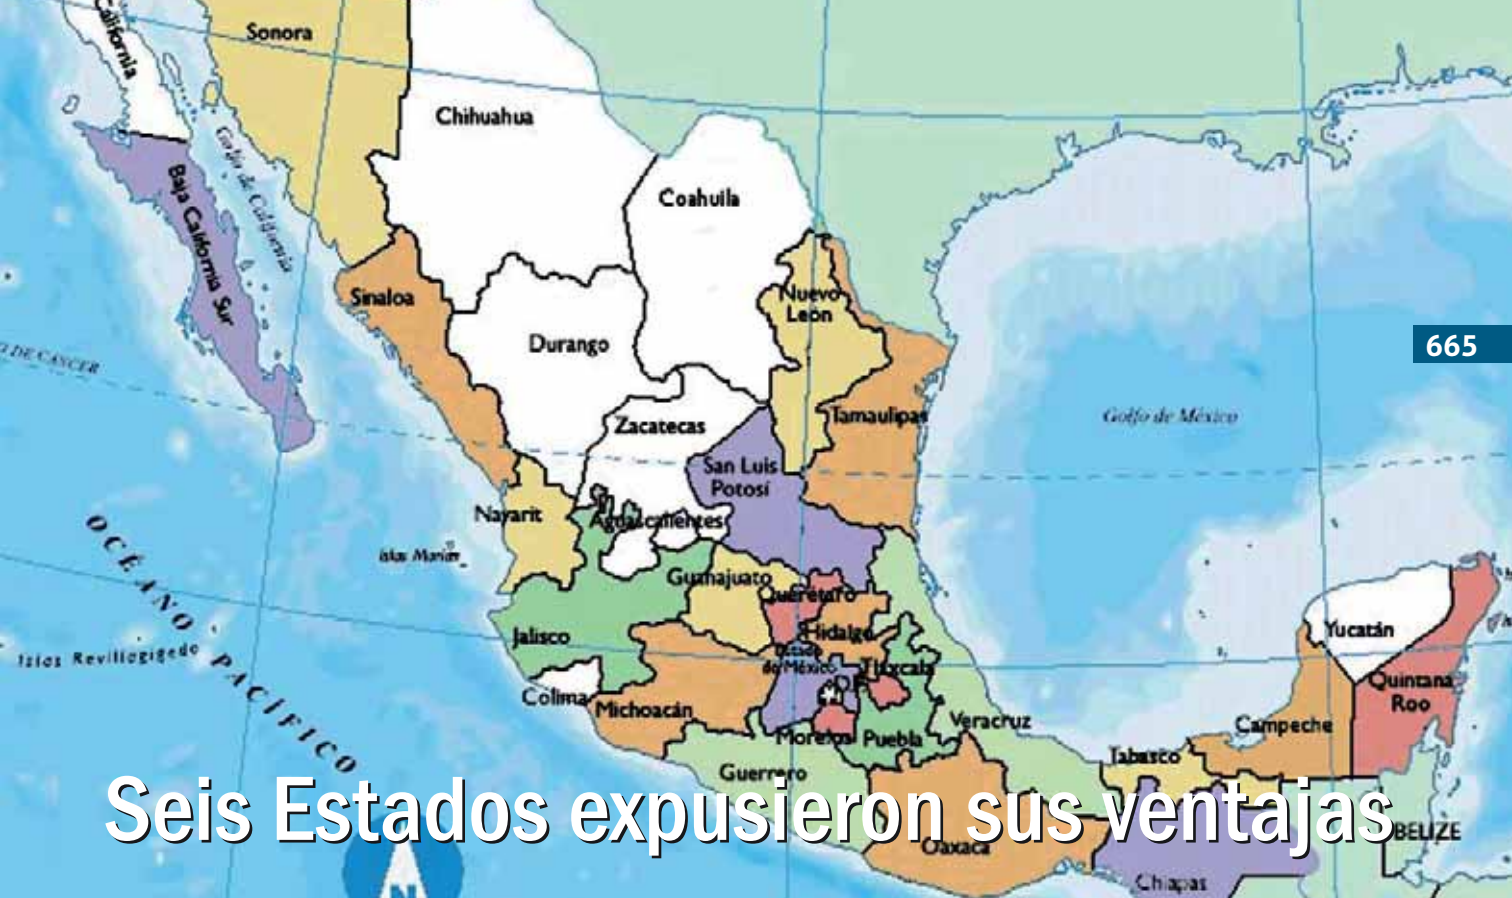 California
Sonora
Chihuahua
Coahuila
Golfo de California
Baja California Sur
Nuevo
León
Sinaloa
Durango
665
DE CÁNCER
Golfo de México
Tamaulipas
Zacatecas
San Luis
Potosí
Nayarit
Aguascalientes
Islas Marías
OCÉANO PACÍFICO
Guanajuato
Querétaro
Jalisco
Hidalgo
Yucatán
Estado
de México
Tlaxcala
D.F.
Islas Revillagigedo
Quintana
Roo
Colima
Michoacán
Veracruz
Campeche
Morelos
Puebla
Tabasco
Guerrero
Seis Estados expusieron sus ventajas
BELIZE
Oaxaca
Chiapas
N